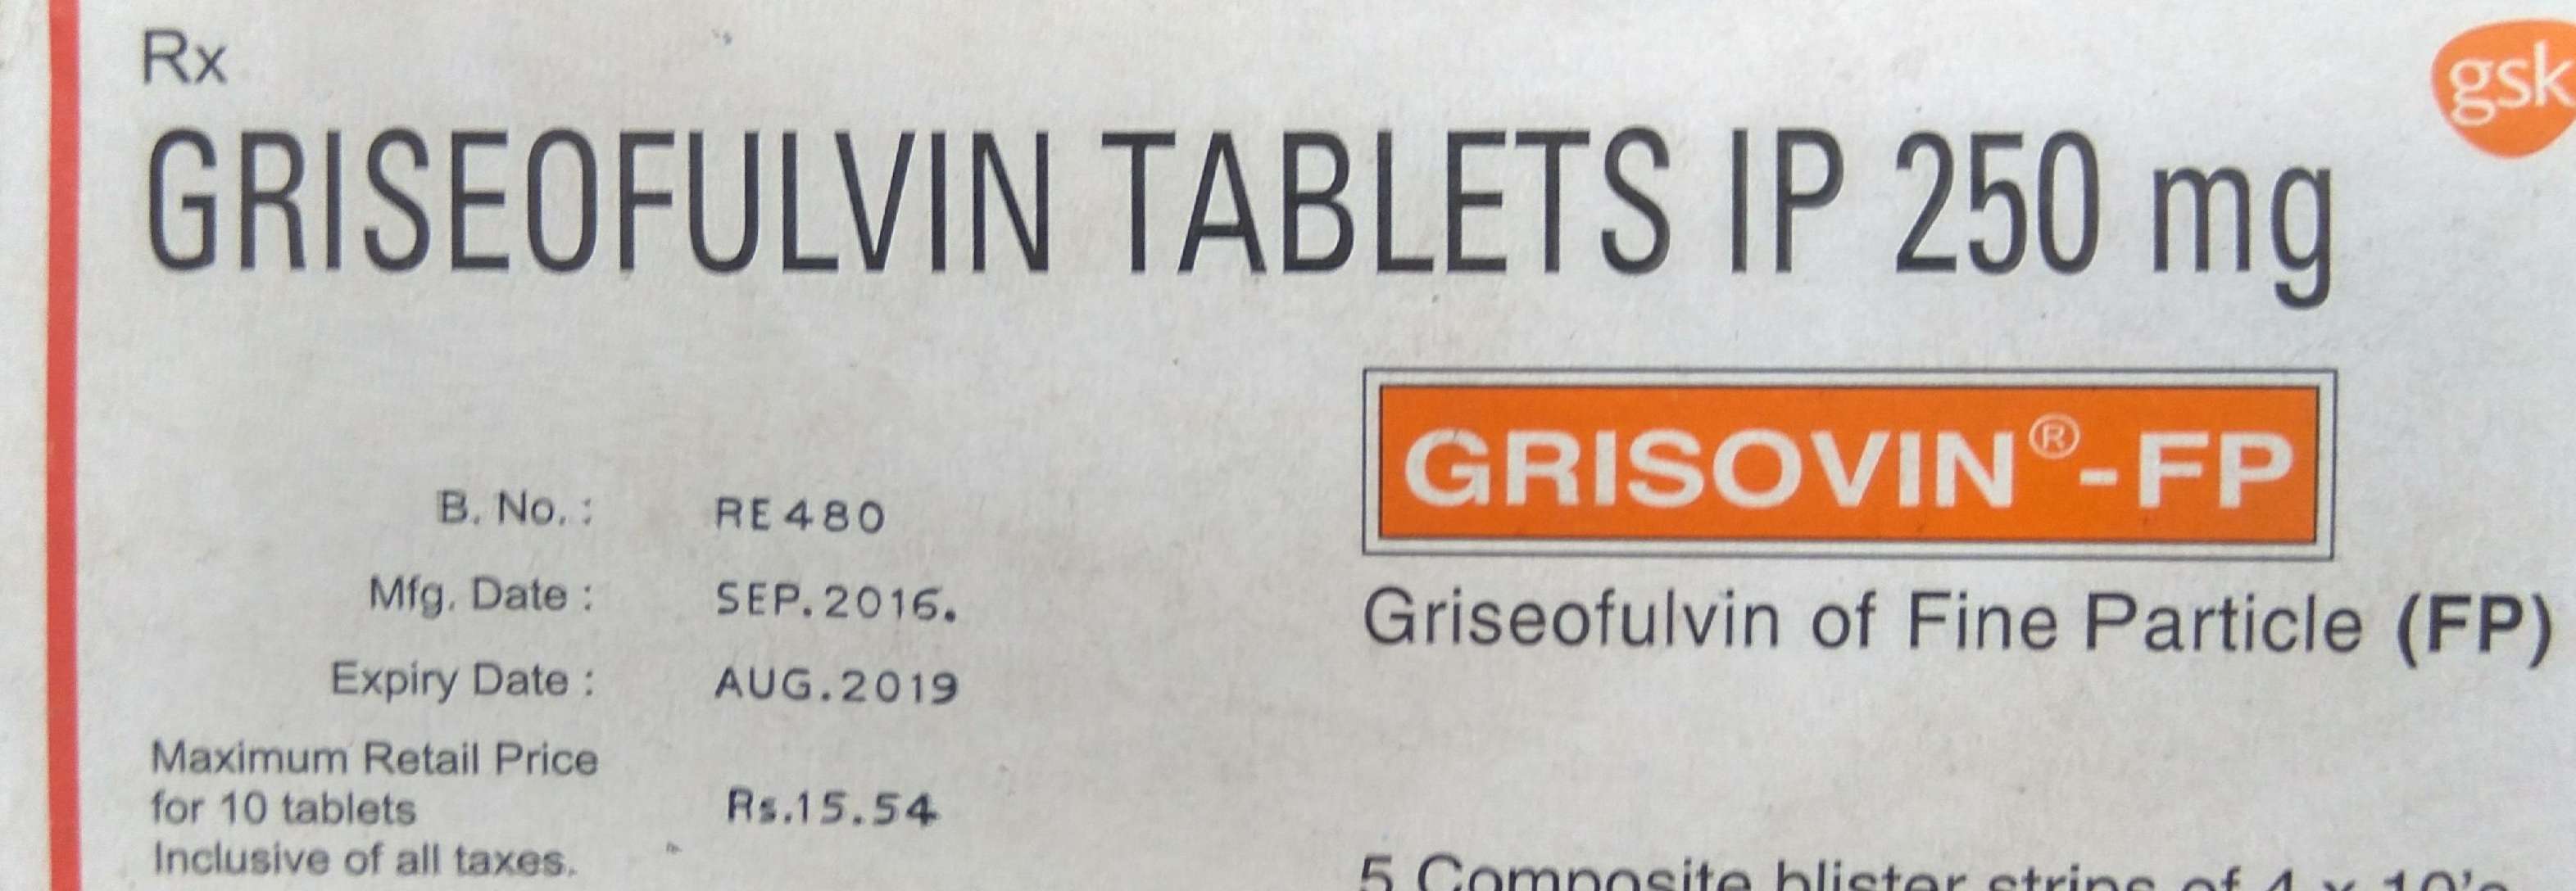 Rx
gsk
GRISEOFULVIN TABLETS IP 250 mg
GRISOVIN®-FP
Griseofulvin of Fine Particle (FP)
B. No. : RE480
Mfg. Date : SEP.2016.
Expiry Date : AUG.2019
Maximum Retail Price
for 10 tablets Rs.15.54
Inclusive of all taxes.
5 Composite blister strips of 4 x 10's